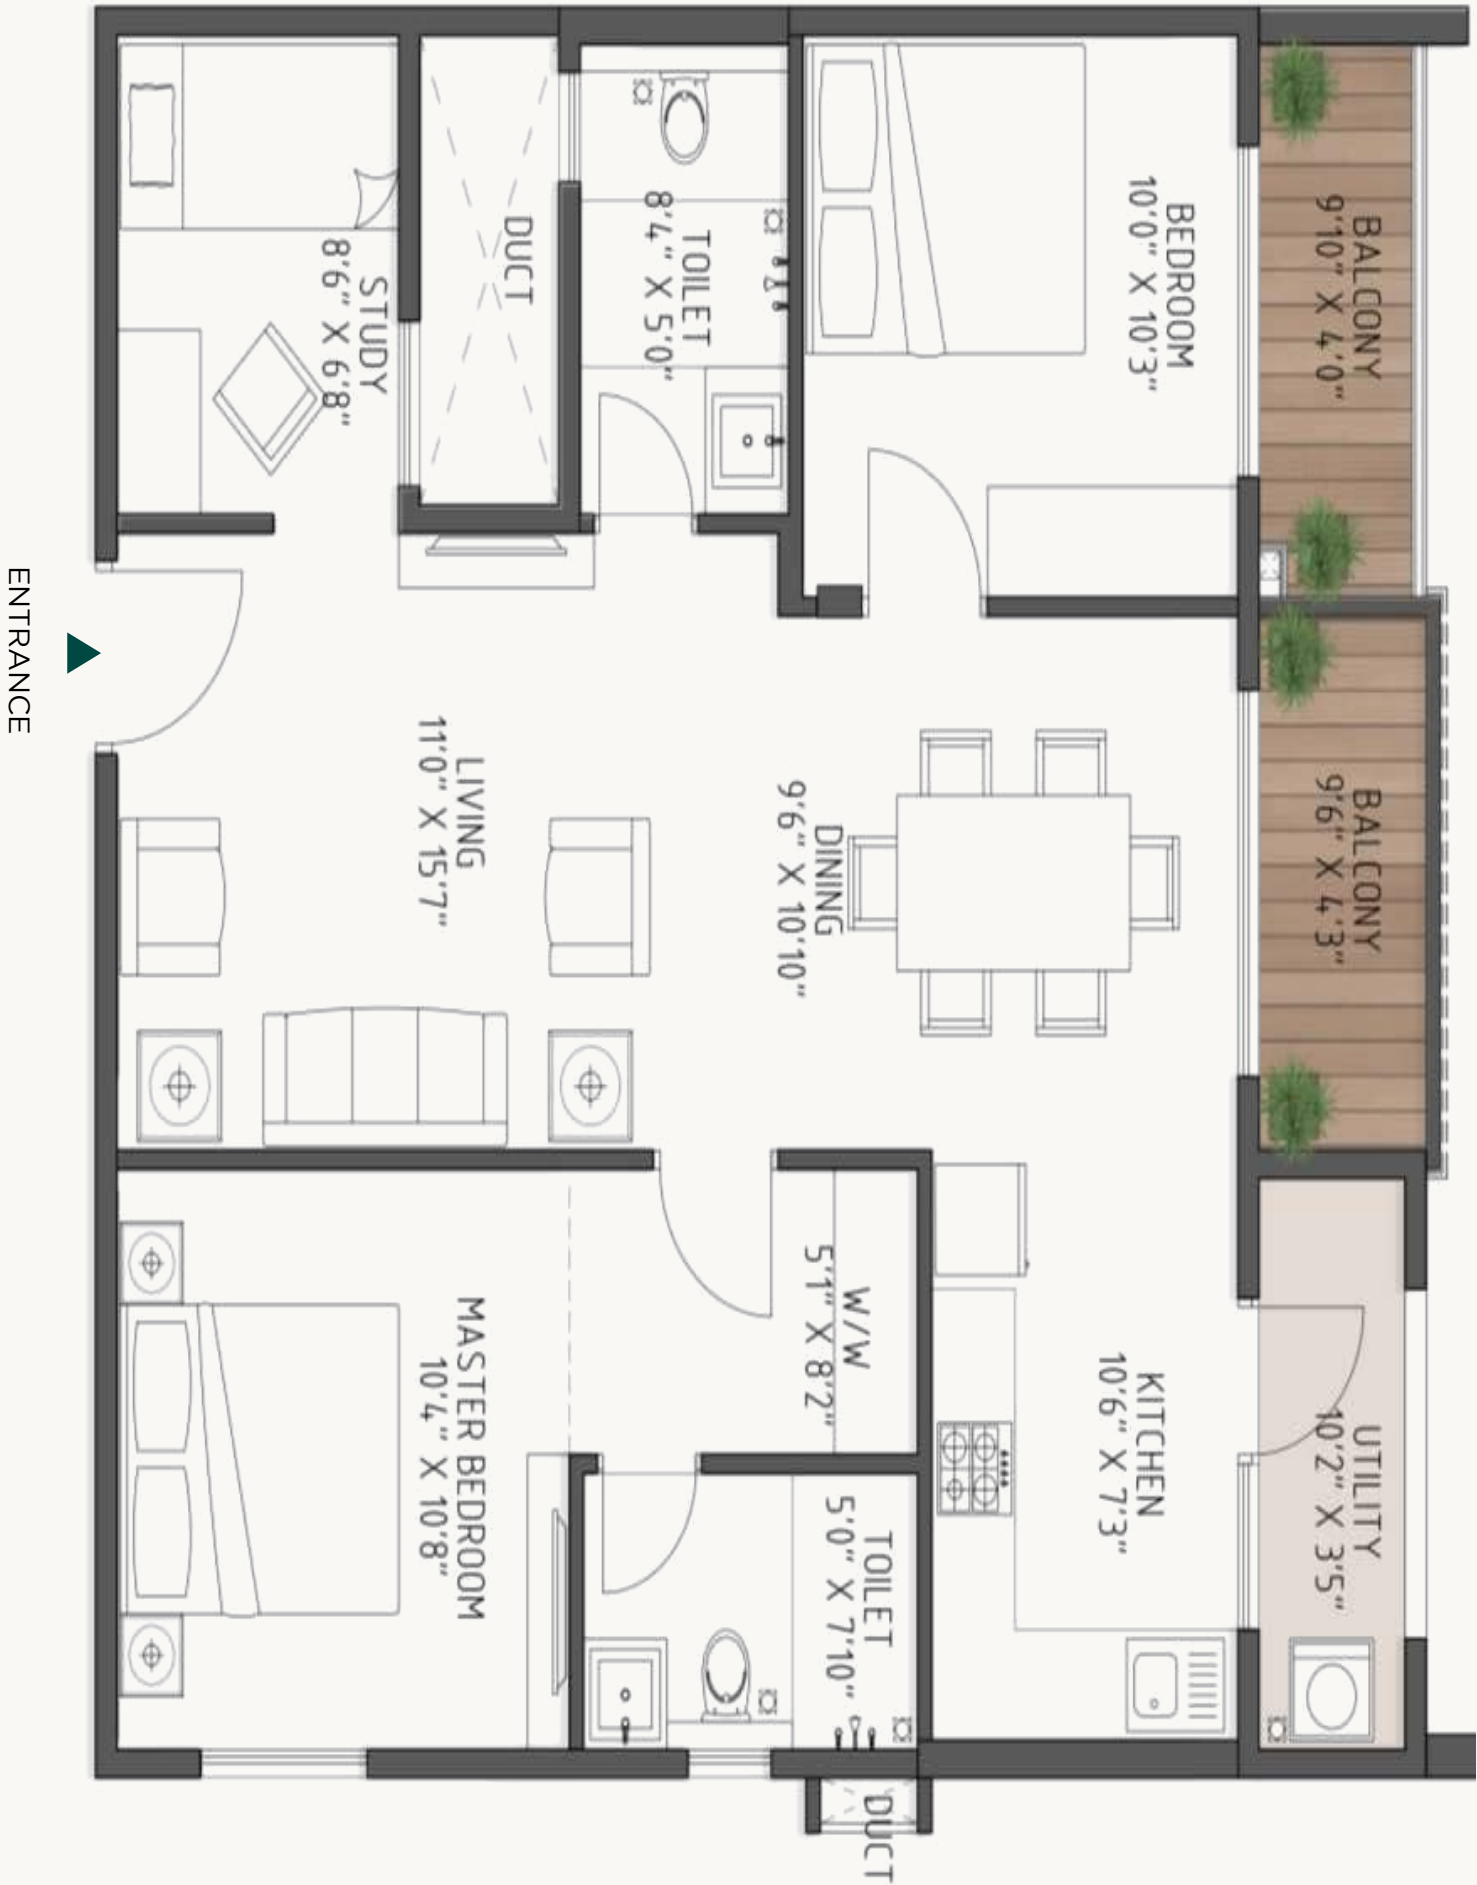 BALCONY
9'10" X 4'0"
BALCONY
9'6" X 4'3"
UTILITY
10'2" X 3'5"
BEDROOM
10'0" X 10'3"
KITCHEN
10'6" X 7'3"
TOILET
8'4" X 5'0"
DINING
9'6" X 10'10"
W/W
5'1" X 8'2"
TOILET
5'0" X 7'10"
DUCT
DUCT
STUDY
8'6" X 6'8"
LIVING
11'0" X 15'7"
MASTER BEDROOM
10'4" X 10'8"
ENTRANCE